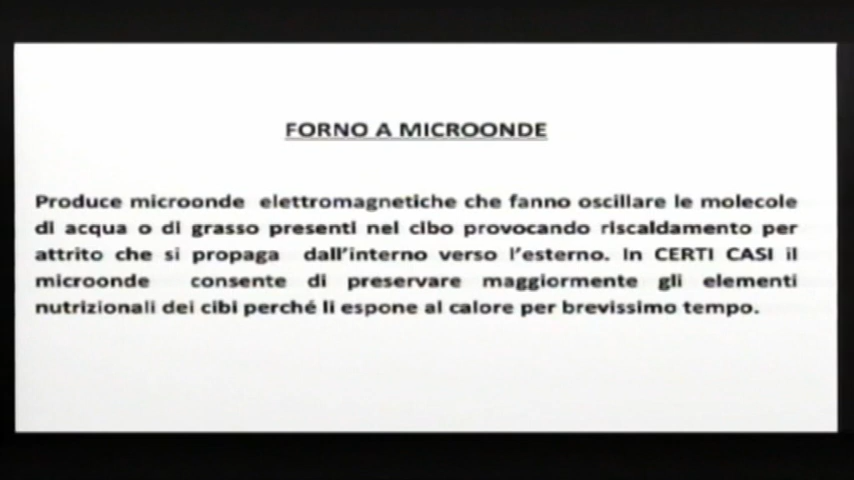 FORNO A MICROONDE
Produce microonde elettromagnetiche che fanno oscillare le molecole
di acqua o di grasso presenti nel cibo provocando riscaldamento per
attrito che si propaga dall'interno verso l'esterno. In CERTI CASI il
microonde consente di preservare maggiormente gli elementi
nutrizionali dei cibi perché li espone al calore per brevissimo tempo.